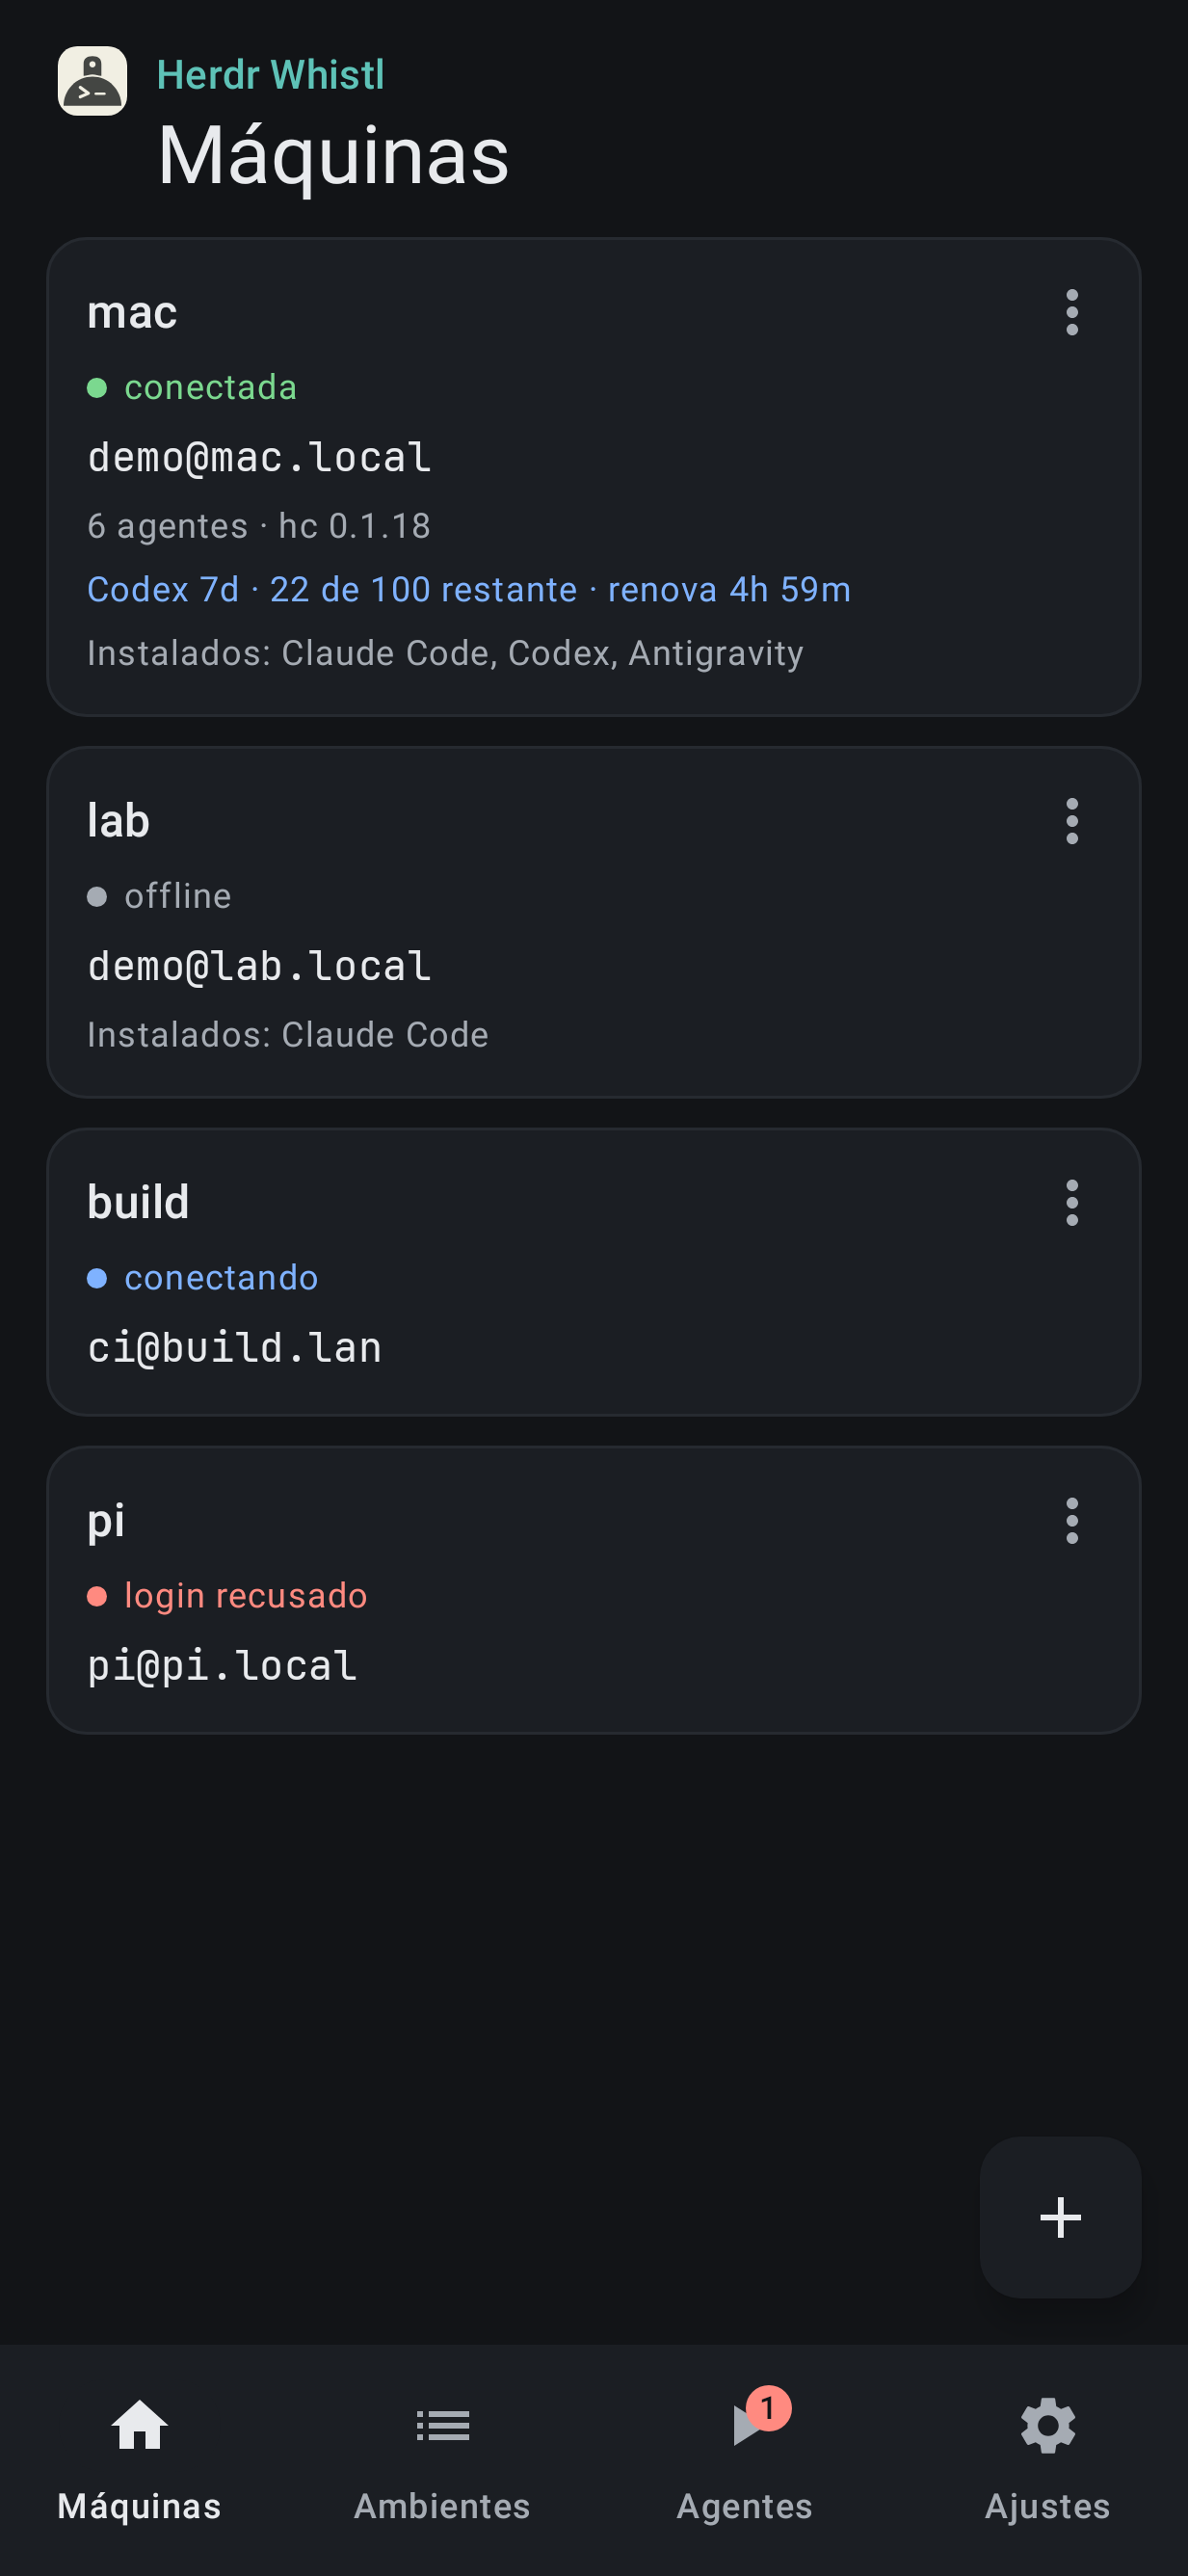 Herdr Whistl
Máquinas
mac
conectada
demo@mac.local
6 agentes · hc 0.1.18
Codex 7d · 22 de 100 restante · renova 4h 59m
Instalados: Claude Code, Codex, Antigravity
lab
offline
demo@lab.local
Instalados: Claude Code
build
conectando
ci@build.lan
pi
login recusado
pi@pi.local
1
Máquinas
Ambientes
Agentes
Ajustes